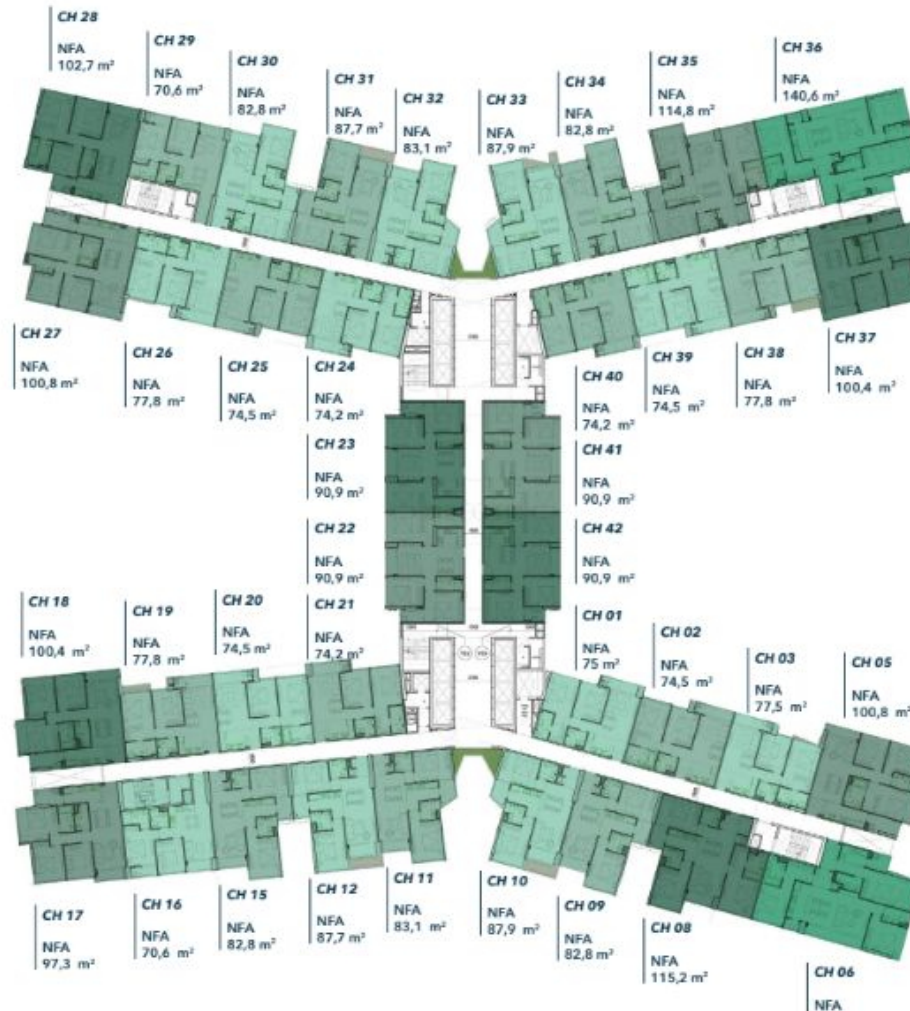 CH 28
NFA
102,7 m²
CH 29
NFA
70,6 m²
CH 30
NFA
82,8 m²
CH 31
NFA
87,7 m²
CH 32
NFA
83,1 m²
CH 33
NFA
87,9 m²
CH 34
NFA
82,8 m²
CH 35
NFA
114,8 m²
CH 36
NFA
140,6 m²
CH 27
NFA
100,8 m²
CH 26
NFA
77,8 m²
CH 25
NFA
74,5 m²
CH 24
NFA
74,2 m²
CH 40
NFA
74,2 m²
CH 39
NFA
74,5 m²
CH 38
NFA
77,8 m²
CH 37
NFA
100,4 m²
CH 23
NFA
90,9 m²
CH 41
NFA
90,9 m²
CH 22
NFA
90,9 m²
CH 42
NFA
90,9 m²
CH 18
NFA
100,4 m²
CH 19
NFA
77,8 m²
CH 20
NFA
74,5 m²
CH 21
NFA
74,2 m²
CH 01
NFA
75 m²
CH 02
NFA
74,5 m²
CH 03
NFA
77,5 m²
CH 05
NFA
100,8 m²
CH 17
NFA
97,3 m²
CH 16
NFA
70,6 m²
CH 15
NFA
82,8 m²
CH 12
NFA
87,7 m²
CH 11
NFA
83,1 m²
CH 10
NFA
87,9 m²
CH 09
NFA
82,8 m²
CH 08
NFA
115,2 m²
CH 06
NFA